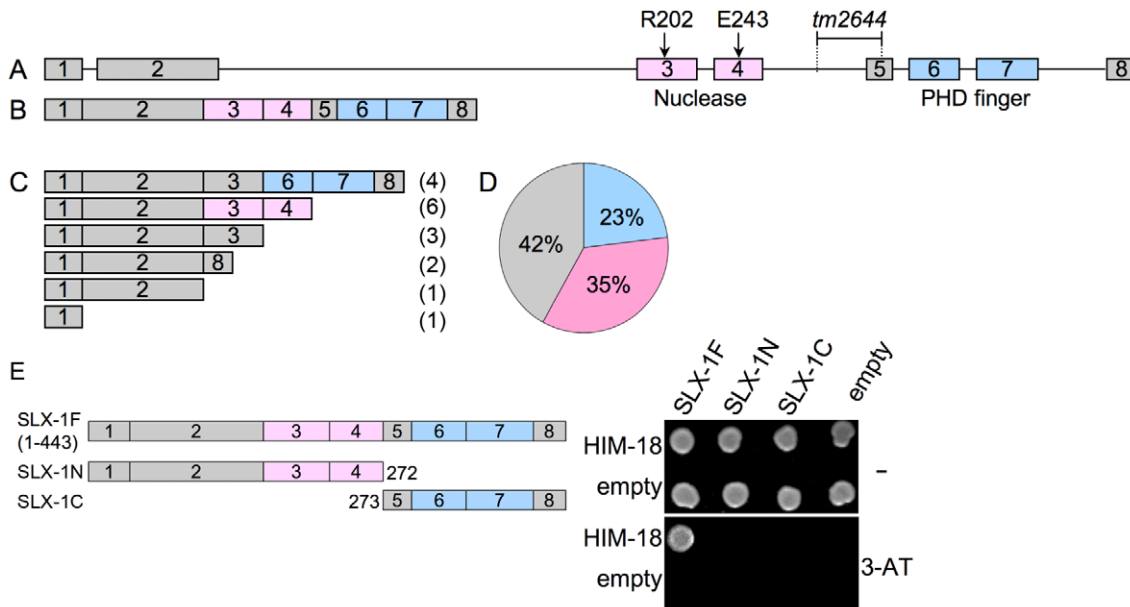 R202 E243 tm2644
A 1 2 3 4 5 6 7 8
Nuclease PHD finger
B 1 2 3 4 5 6 7 8
C 1 2 3 6 7 8 (4)
1 2 3 4 (6)
1 2 3 (3)
1 2 8 (2)
1 2 (1)
1 (1)
D
23%
42%
35%
E
SLX-1F
(1-443)
1 2 3 4 5 6 7 8
SLX-1N 1 2 3 4 272
SLX-1C 273 5 6 7 8
SLX-1F SLX-1N SLX-1C empty
HIM-18
empty
–
HIM-18
empty
3-AT